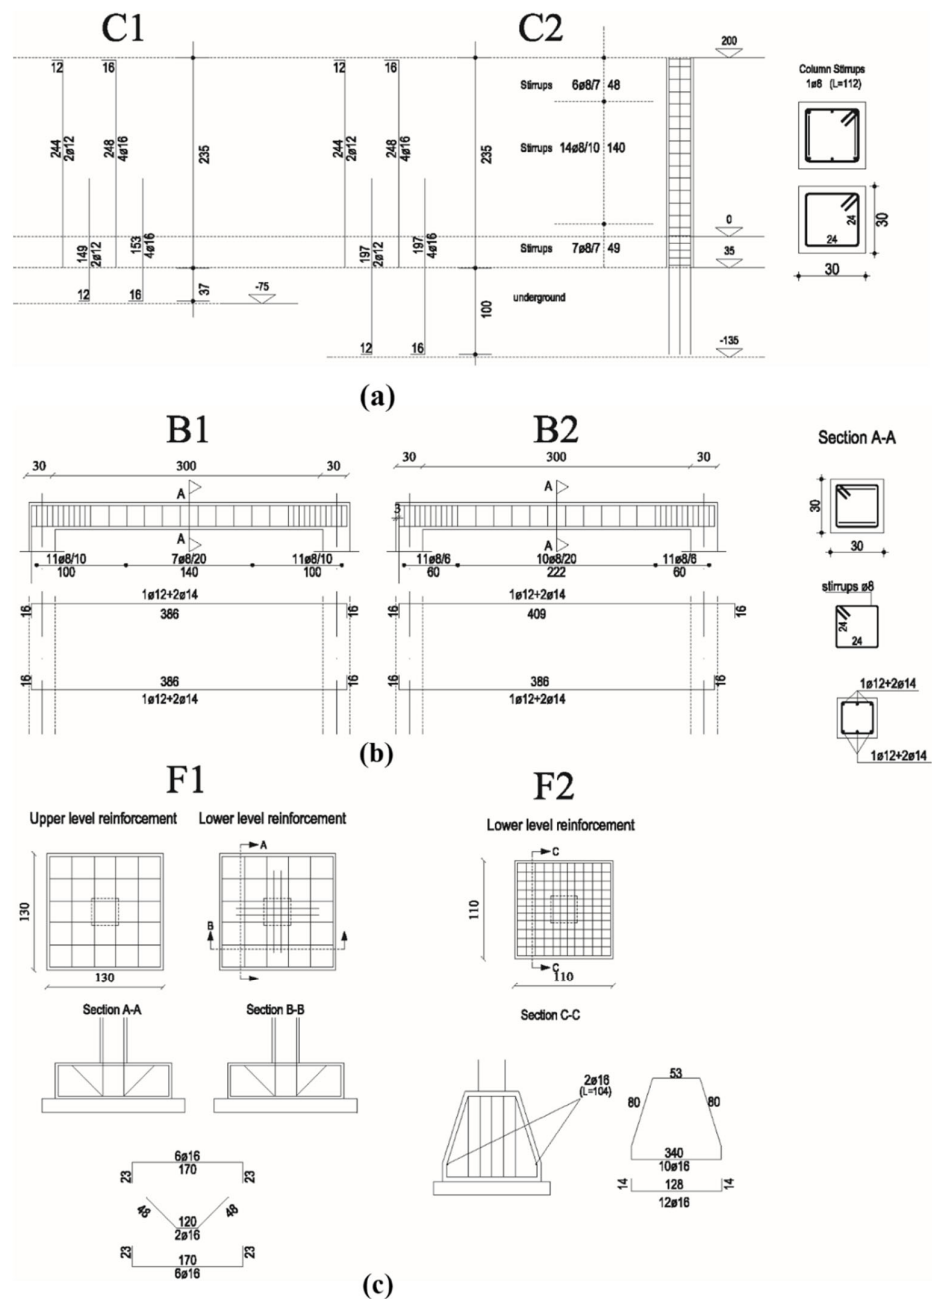 C1 C2
12 16 12 16 200
Column Stirrups
1ø8 (L=112)
Stirrups 6ø8/7 48
244 2ø12 248 4ø16 235 244 2ø12 248 4ø16 235
Stirrups 14ø8/10 140
0
24 30
24
30
149 2ø12 153 4ø16 197 2ø12 197 4ø16
Stirrups 7ø8/7 49
35
12 16 37
-75
100
underground
12 16
-135
(a)
B1 B2
Section A-A
30 300 30 30 300 30
A A
30
30
3
A A
11ø8/10 7ø8/20 11ø8/10 11ø8/6 10ø8/20 11ø8/6
100 140 100 60 222 60
stirrups ø8
1ø12+2ø14 1ø12+2ø14
16 386 16 16 409 16
24
24
386 386
16 1ø12+2ø14 16 16 1ø12+2ø14 16
1ø12+2ø14
1ø12+2ø14
(b)
F1 F2
Upper level reinforcement Lower level reinforcement
Lower level reinforcement
A
C
130 110
B
C
130 110
Section A-A Section B-B
Section C-C
2ø16
(L=104)
53
80 80
340
10ø16
14 128 14
12ø16
6ø16
23 170 23
48 48
120
2ø16
23 170 23
6ø16
(c)